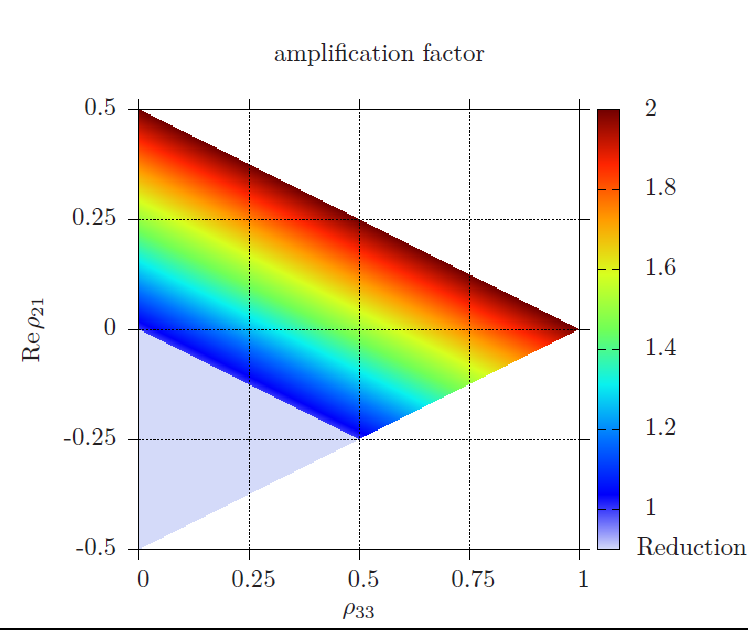 amplification factor
0.5
0.25
0
-0.25
-0.5
Re ρ21
0 0.25 0.5 0.75 1
ρ33
2
1.8
1.6
1.4
1.2
1
Reduction